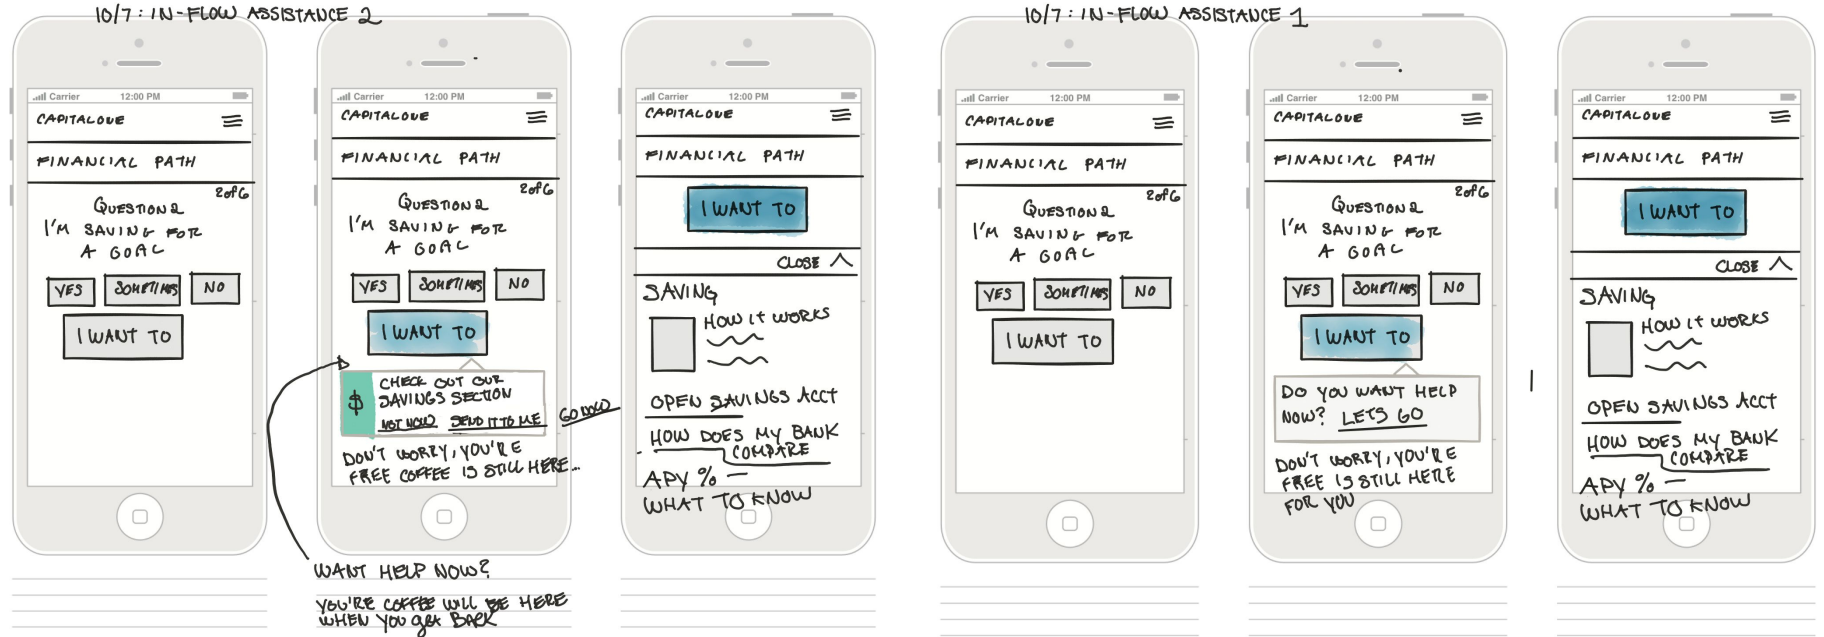 10/7: IN-FLOW ASSISTANCE 2
Carrier 12:00 PM
CAPITALONE
FINANCIAL PATH
2 of 6
QUESTION 2
I'M SAVING FOR
A GOAL
YES SOMETIMES NO
I WANT TO
Carrier 12:00 PM
CAPITALONE
FINANCIAL PATH
2 of 6
QUESTION 2
I'M SAVING FOR
A GOAL
YES SOMETIMES NO
I WANT TO
$
CHECK OUT OUR
SAVINGS SECTION
NOT NOW SEND IT TO ME GO NOW
DON'T WORRY, YOU'RE
FREE COFFEE IS STILL HERE...
WANT HELP NOW?
YOU'RE COFFEE WILL BE HERE
WHEN YOU GET BACK
Carrier 12:00 PM
CAPITALONE
FINANCIAL PATH
I WANT TO
CLOSE
SAVING
HOW IT WORKS
OPEN SAVINGS ACCT
HOW DOES MY BANK
COMPARE
APY % —
WHAT TO KNOW
10/7: IN-FLOW ASSISTANCE 1
Carrier 12:00 PM
CAPITALONE
FINANCIAL PATH
2 of 6
QUESTION 2
I'M SAVING FOR
A GOAL
YES SOMETIMES NO
I WANT TO
Carrier 12:00 PM
CAPITALONE
FINANCIAL PATH
2 of 6
QUESTION 2
I'M SAVING FOR
A GOAL
YES SOMETIMES NO
I WANT TO
DO YOU WANT HELP
NOW? LETS GO
DON'T WORRY, YOU'RE
FREE IS STILL HERE
FOR YOU
Carrier 12:00 PM
CAPITALONE
FINANCIAL PATH
I WANT TO
CLOSE
SAVING
HOW IT WORKS
OPEN SAVINGS ACCT
HOW DOES MY BANK
COMPARE
APY % —
WHAT TO KNOW